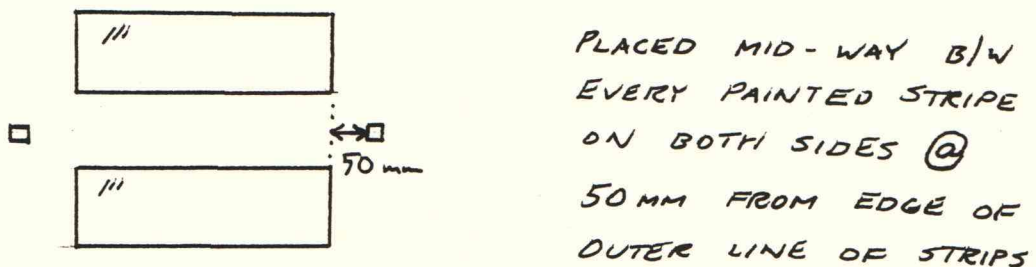 50 mm
PLACED MID-WAY B/W
EVERY PAINTED STRIPE
ON BOTH SIDES @
50 MM FROM EDGE OF
OUTER LINE OF STRIPS